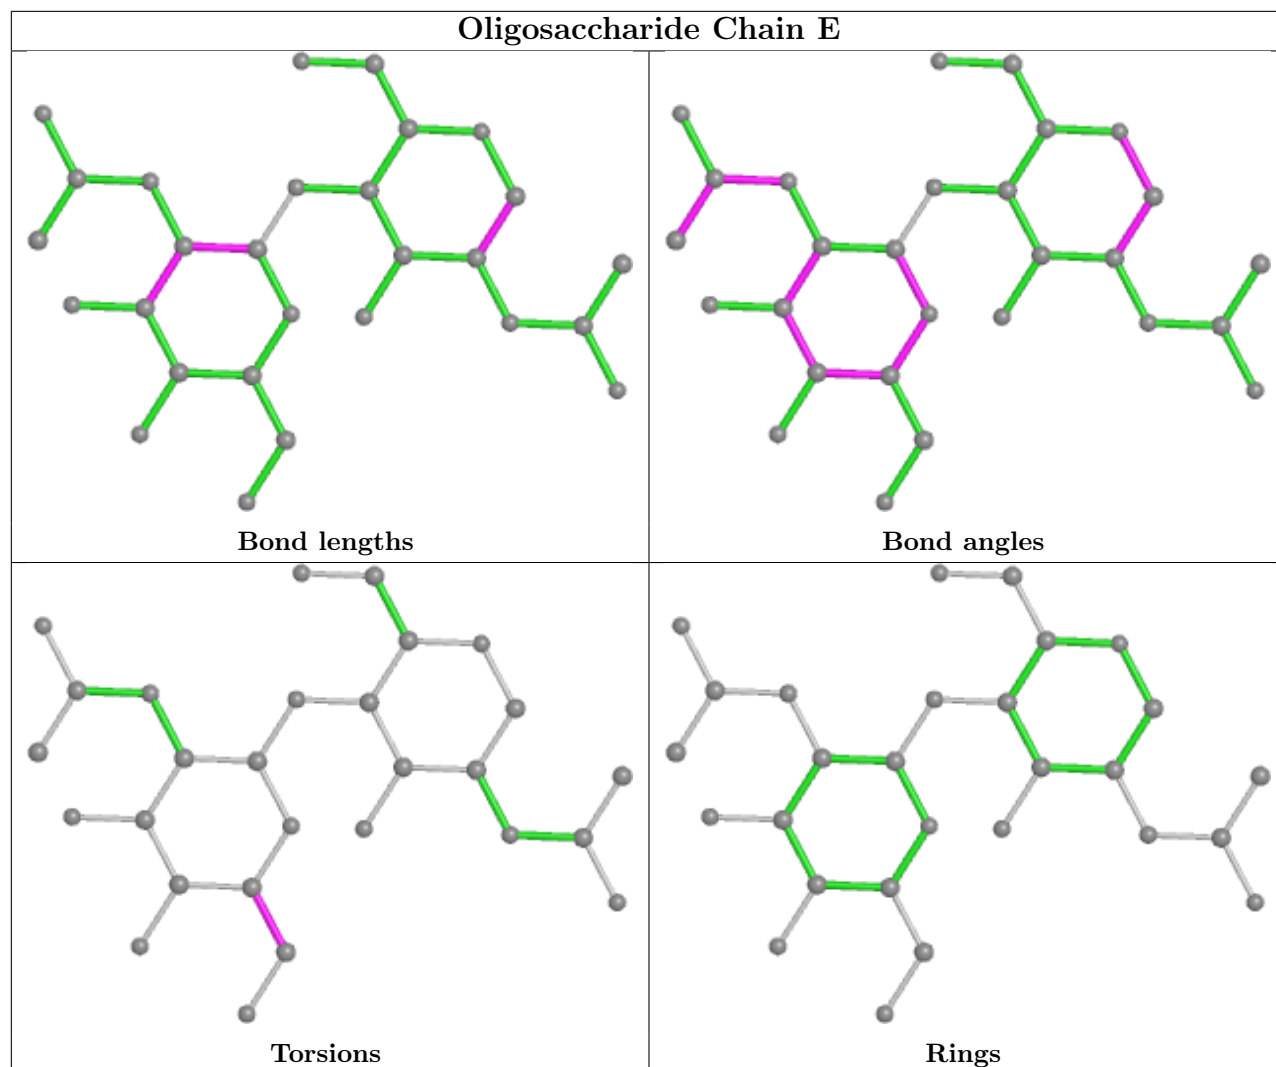 Oligosaccharide Chain E
Bond lengths
Bond angles
Torsions
Rings